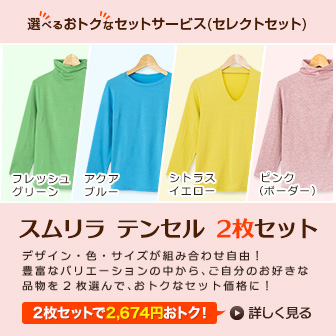 選べるおトクなセットサービス(セレクトセット)
フレッシュ
グリーン
アクア
ブルー
シトラス
イエロー
ピンク
(ボーダー)
スムリラ テンセル 2枚セット
デザイン・色・サイズが組み合わせ自由！
豊富なバリエーションの中から、ご自分のお好きな
品物を2枚選んで、おトクなセット価格に！
2枚セットで2,674円おトク！ 詳しく見る